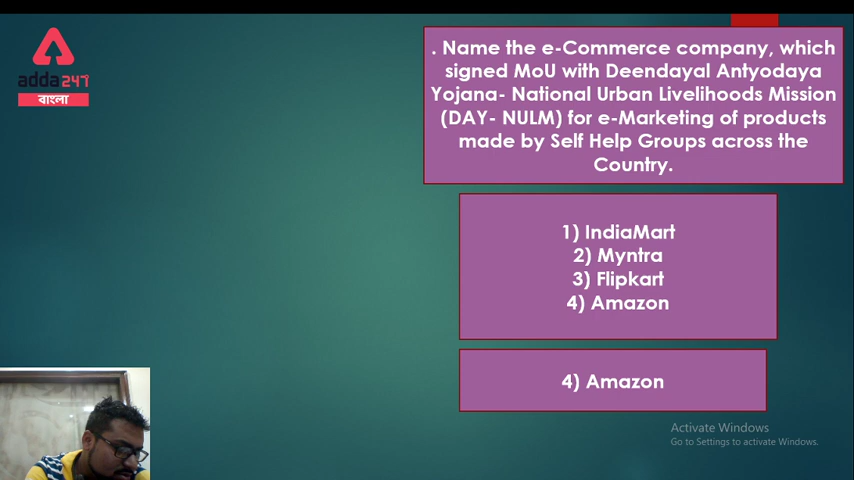 adda247
বাংলা
. Name the e-Commerce company, which
signed MoU with Deendayal Antyodaya
Yojana- National Urban Livelihoods Mission
(DAY- NULM) for e-Marketing of products
made by Self Help Groups across the
Country.
1) IndiaMart
2) Myntra
3) Flipkart
4) Amazon
4) Amazon
Activate Windows
Go to Settings to activate Windows.